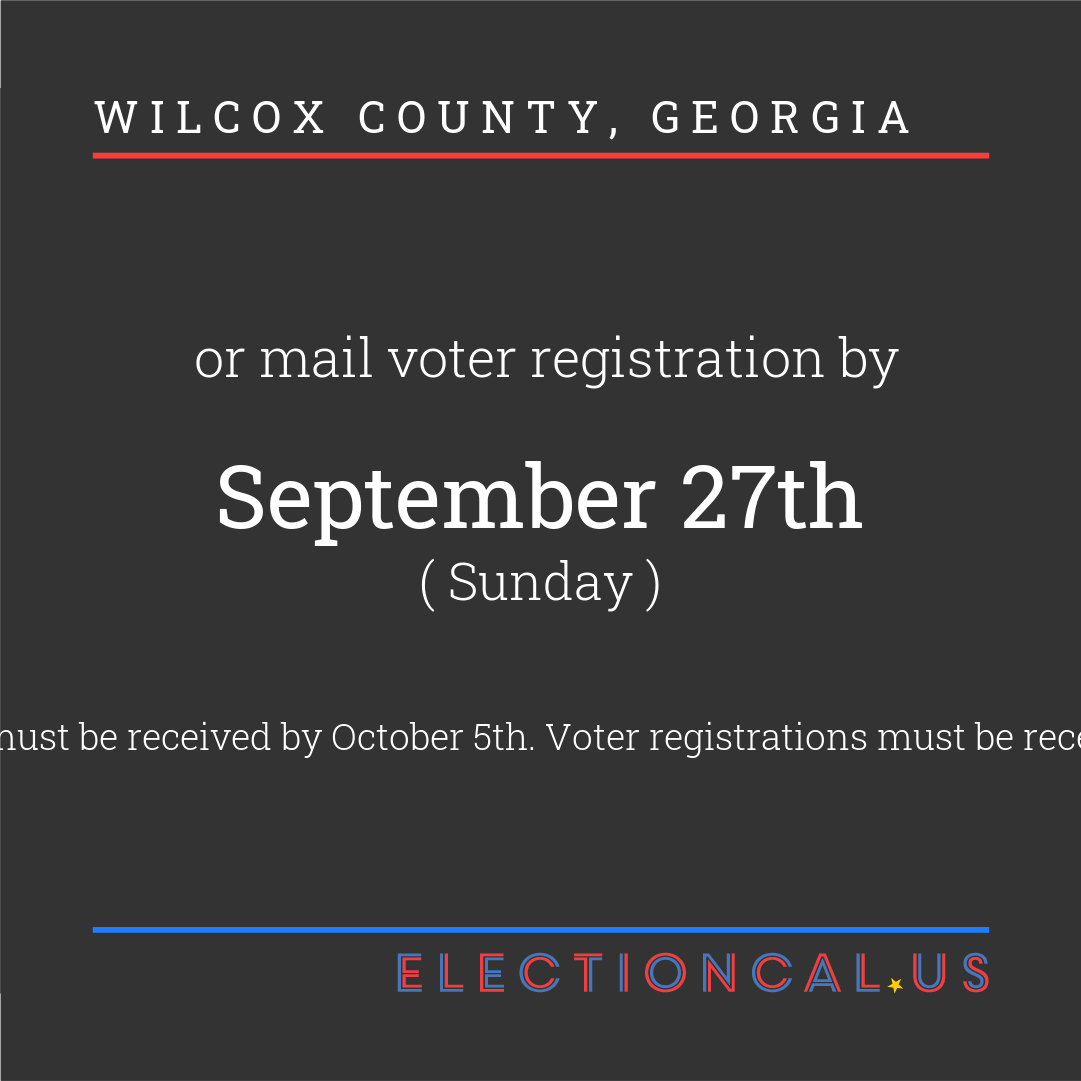 WILCOX COUNTY, GEORGIA
or mail voter registration by
September 27th
( Sunday )
must be received by October 5th. Voter registrations must be rece
ELECTIONCAL.US